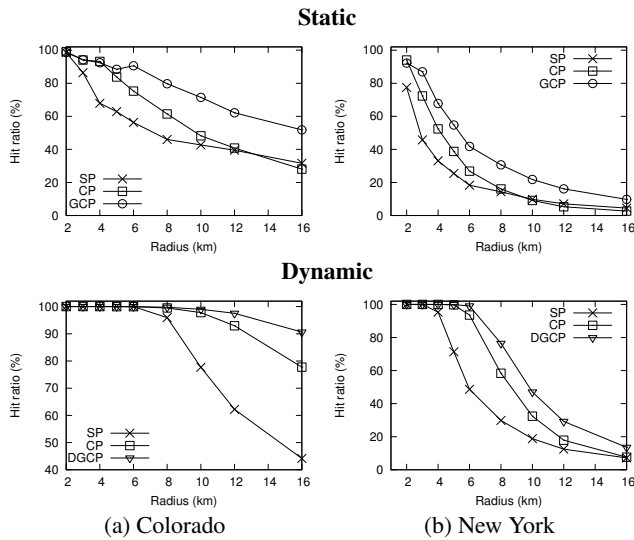 Static
100
80
60
40
20
0
Hit ratio (%)
SP
CP
GCP
2 4 6 8 10 12 14 16
Radius (km)
100
80
60
40
20
0
Hit ratio (%)
SP
CP
GCP
2 4 6 8 10 12 14 16
Radius (km)
Dynamic
100
90
80
70
60
50
40
Hit ratio (%)
SP
CP
DGCP
2 4 6 8 10 12 14 16
Radius (km)
(a) Colorado
100
80
60
40
20
0
Hit ratio (%)
SP
CP
DGCP
2 4 6 8 10 12 14 16
Radius (km)
(b) New York